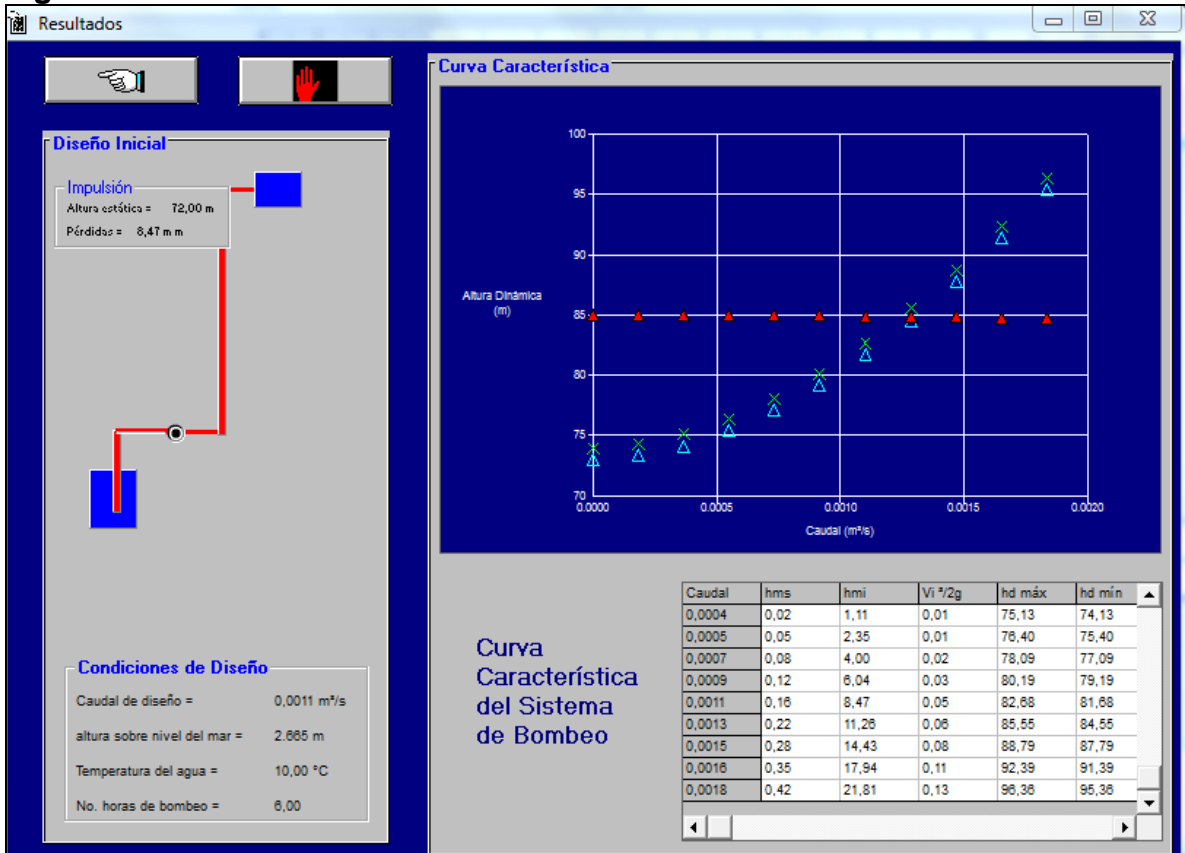 Resultados
Diseño Inicial
Impulsión
Altura estática = 72,00 m
Pérdidas = 8,47 m m
Condiciones de Diseño
Caudal de diseño = 0,0011 m³/s
altura sobre nivel del mar = 2.665 m
Temperatura del agua = 10,00 °C
No. horas de bombeo = 6,00
Curva Característica
100
95
90
85
80
75
70
Altura Dinámica
(m)
0.0000 0.0005 0.0010 0.0015 0.0020
Caudal (m³/s)
Curva
Característica
del Sistema
de Bombeo
Caudal hms hmi Vi ²/2g hd máx hd mín
0,0004 0,02 1,11 0,01 75,13 74,13
0,0005 0,05 2,35 0,01 76,40 75,40
0,0007 0,08 4,00 0,02 78,09 77,09
0,0009 0,12 6,04 0,03 80,19 79,19
0,0011 0,16 8,47 0,05 82,68 81,68
0,0013 0,22 11,26 0,06 85,55 84,55
0,0015 0,28 14,43 0,08 88,79 87,79
0,0016 0,35 17,94 0,11 92,39 91,39
0,0018 0,42 21,81 0,13 96,36 95,36